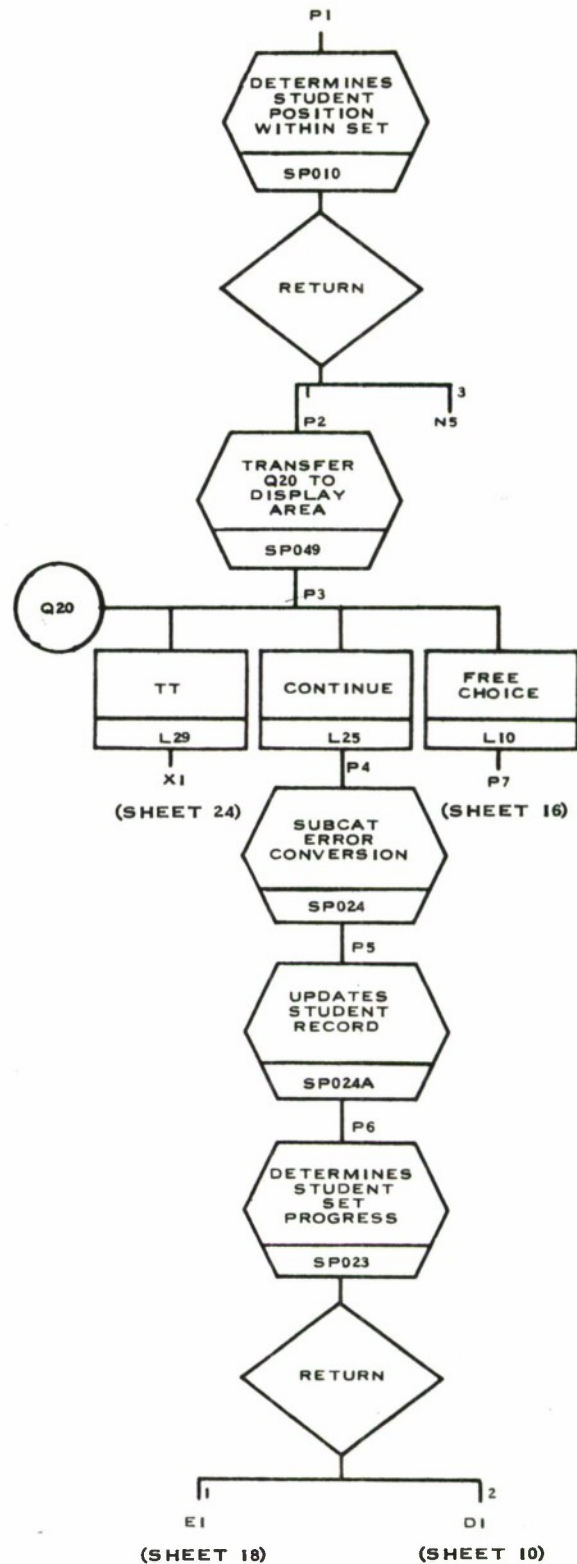 P1
DETERMINES
STUDENT
POSITION
WITHIN SET
SP010
RETURN
1
3
P2
N5
TRANSFER
Q20 TO
DISPLAY
AREA
SP049
P3
Q20
TT
CONTINUE
FREE
CHOICE
L29
L25
L10
X1
P4
P7
(SHEET 24)
(SHEET 16)
SUBCAT
ERROR
CONVERSION
SP024
P5
UPDATES
STUDENT
RECORD
SP024A
P6
DETERMINES
STUDENT
SET
PROGRESS
SP023
RETURN
1
2
E1
D1
(SHEET 18)
(SHEET 10)